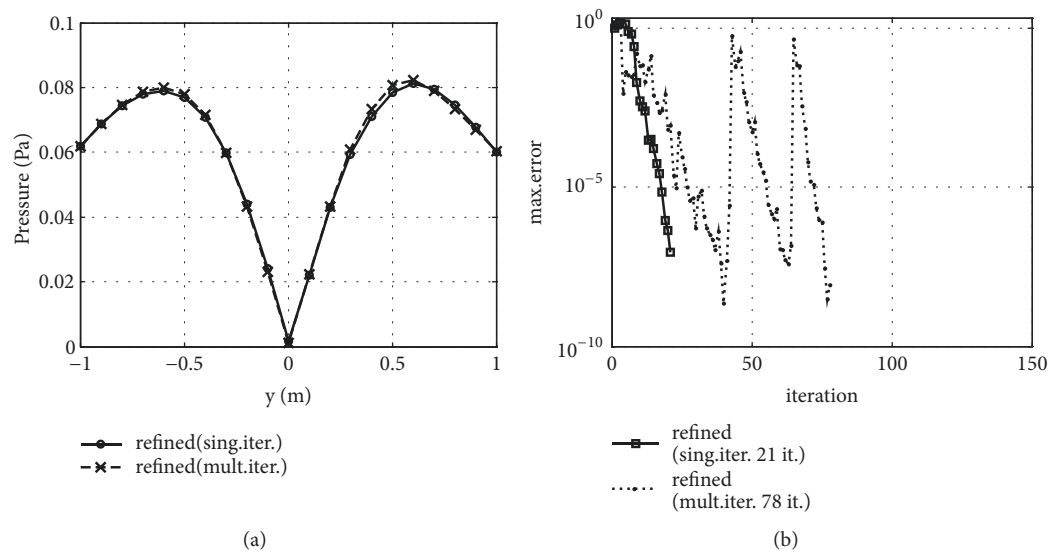 0.1
0.08
0.06
0.04
0.02
0
Pressure (Pa)
−1
−0.5
0
0.5
1
y (m)
refined(sing.iter.)
refined(mult.iter.)
(a)
10^0
10^−5
10^−10
max.error
0
50
100
150
iteration
refined
(sing.iter. 21 it.)
refined
(mult.iter. 78 it.)
(b)